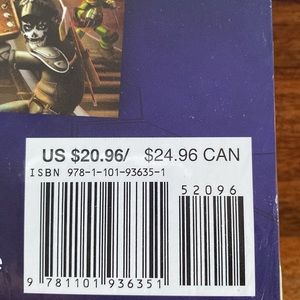 US $20.96/ $24.96 CAN
ISBN 978-1-101-93635-1
52096
e
9 781101 936351